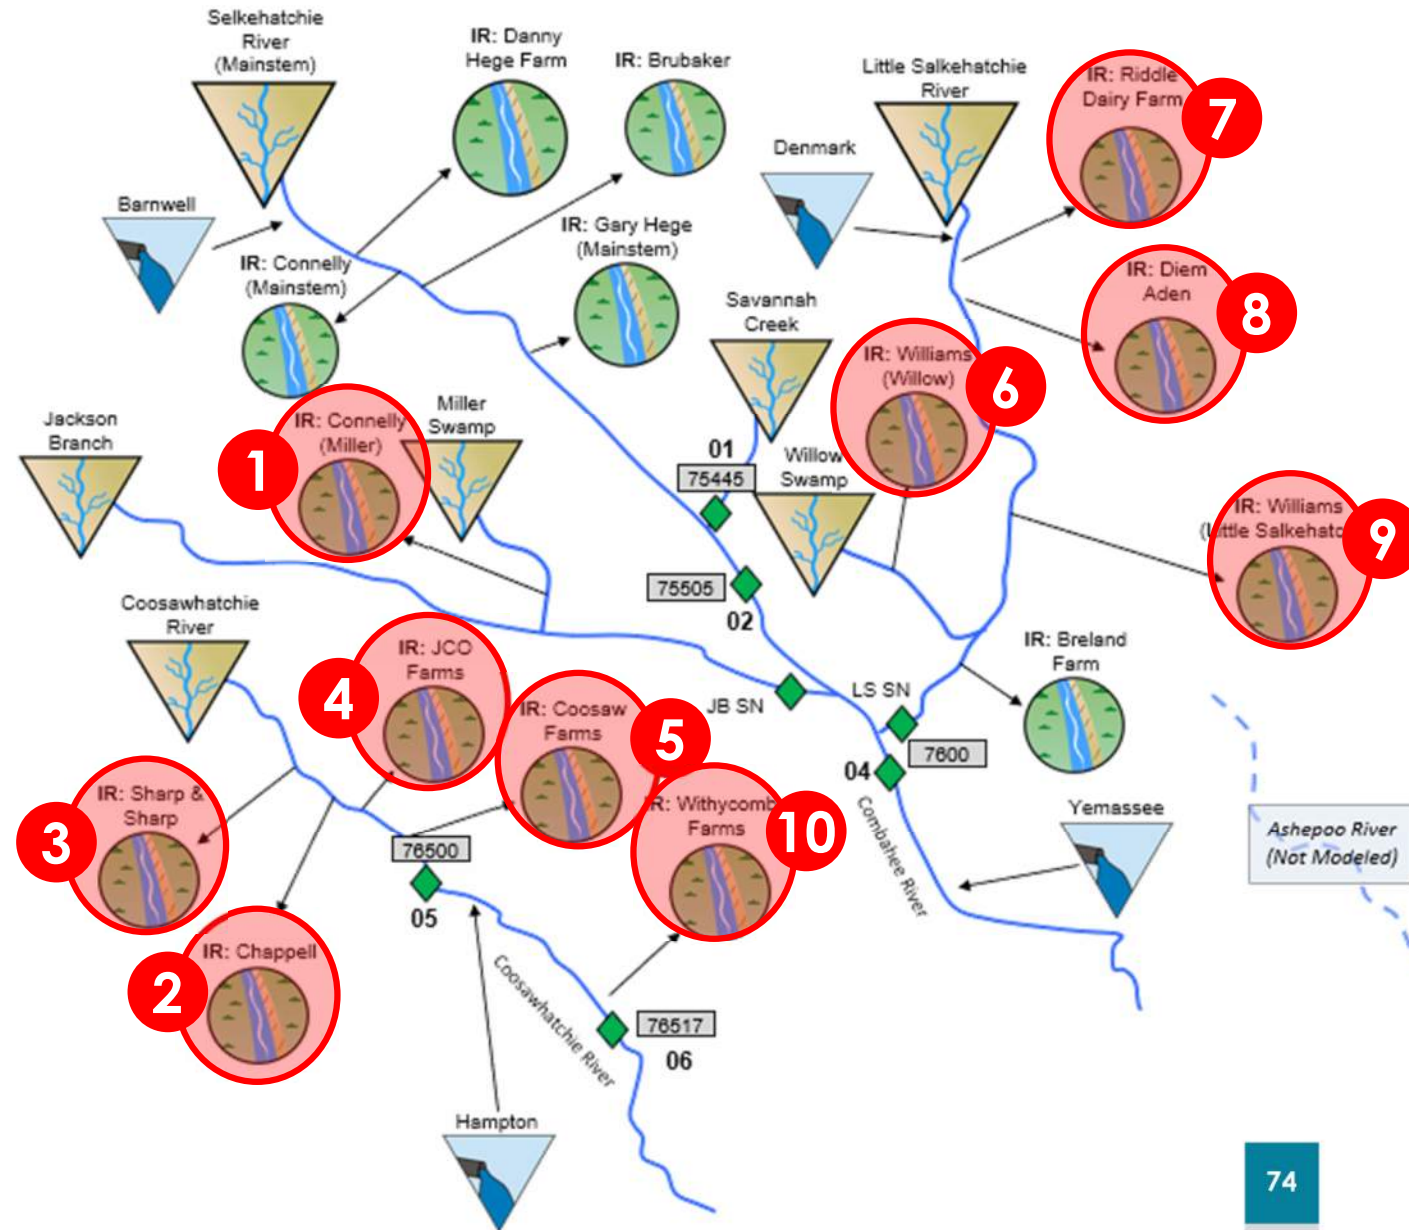 Selkehatchie
River
(Mainstem)
IR: Danny
Hege Farm
IR: Brubaker
Little Salkehatchie
River
IR: Riddle
Dairy Farm
7
Denmark
Barnwell
IR: Connelly
(Mainstem)
IR: Gary Hege
(Mainstem)
Savannah
Creek
IR: Diem
Aden
8
IR: Williams
(Willow)
6
Jackson
Branch
IR: Connelly
(Miller)
1
Miller
Swamp
01
75445
Willow
Swamp
IR: Williams
(Little Salkehatc
9
75505
02
Coosawhatchie
River
IR: JCO
Farms
4
IR: Coosaw
Farms
5
JB SN
LS SN
7600
04
IR: Breland
Farm
IR: Sharp &
Sharp
3
76500
05
IR: Withycomb
Farms
10
Combahee River
Yemassee
Ashepoo River
(Not Modeled)
IR: Chappell
2
Coosawhatchie River
76517
06
Hampton
74